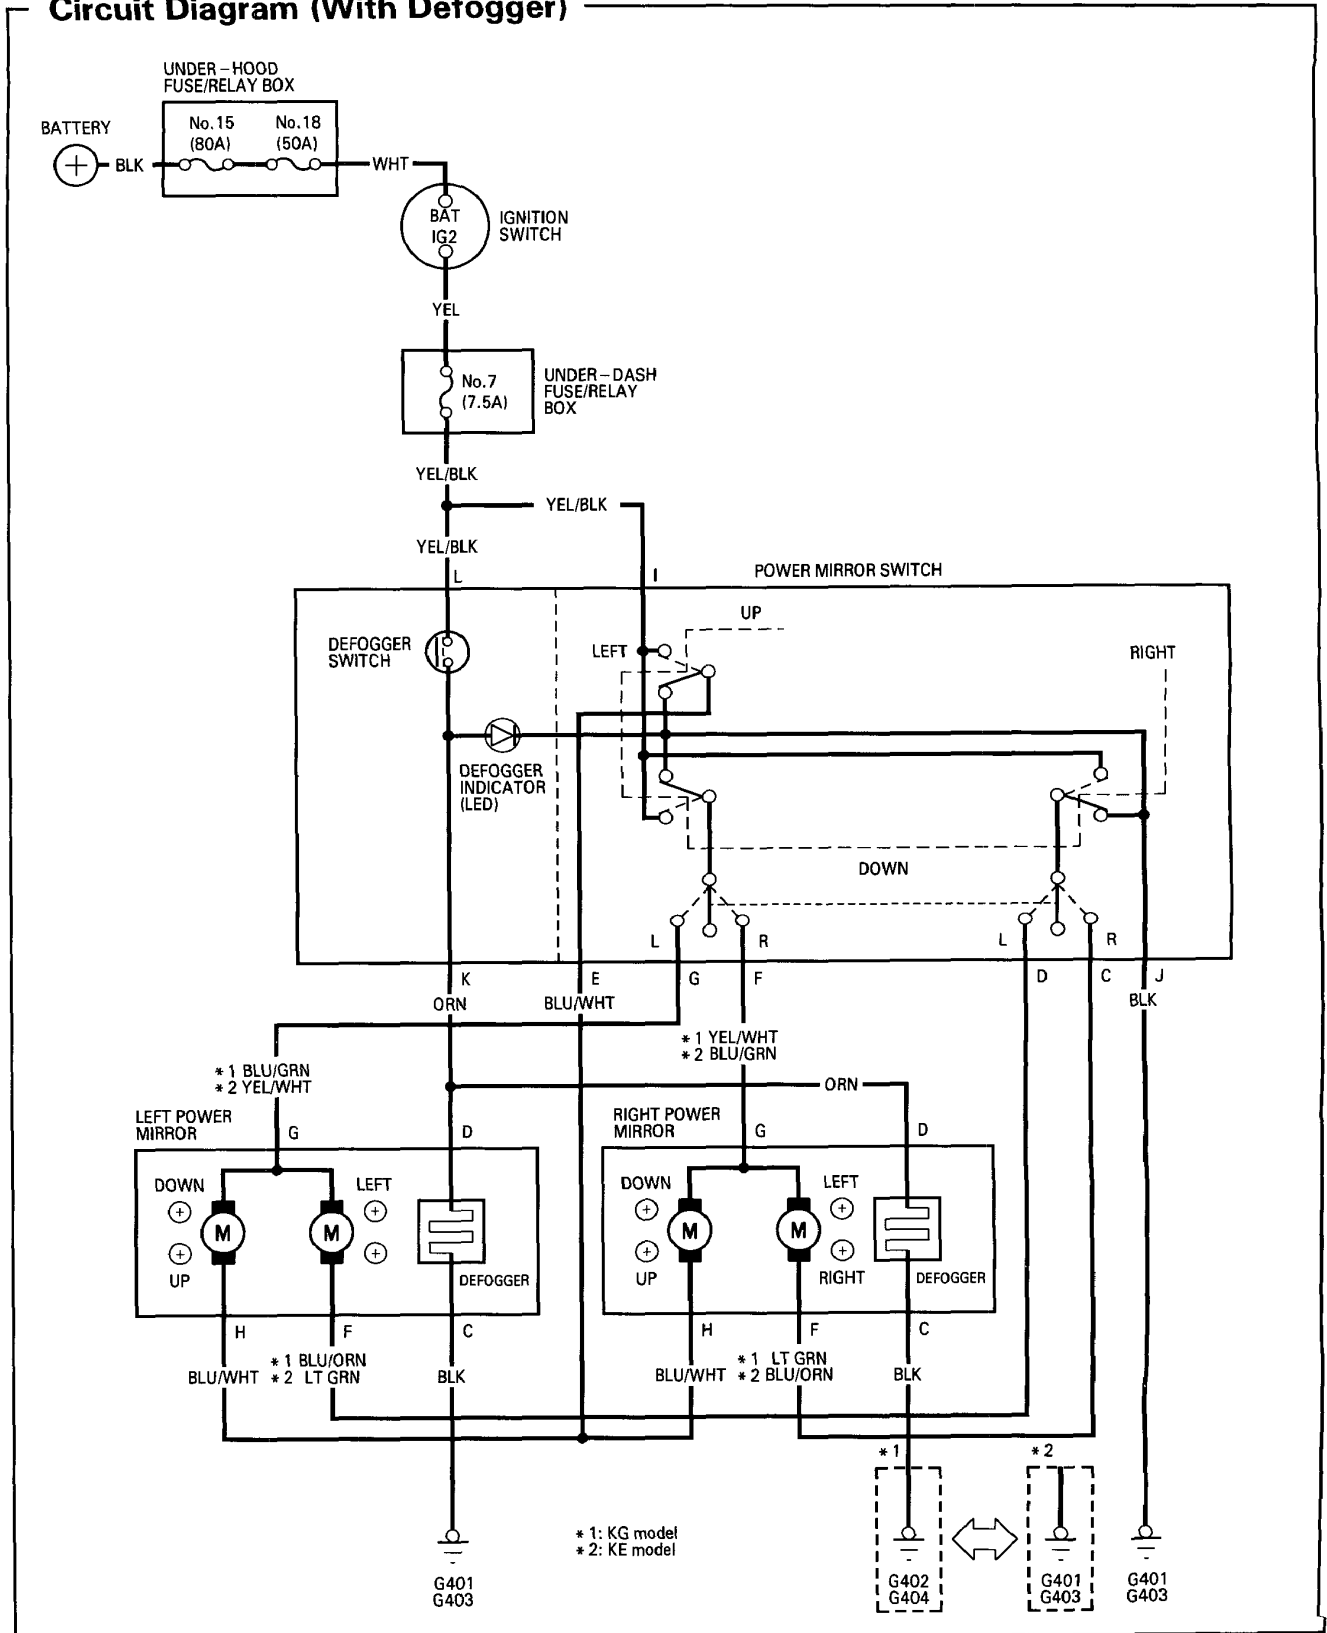 Circuit Diagram (With Defogger)
UNDER-HOOD
FUSE/RELAY BOX
BATTERY
No.15
(80A)
No.18
(50A)
+
BLK
WHT
BAT
IG2
IGNITION
SWITCH
YEL
No.7
(7.5A)
UNDER-DASH
FUSE/RELAY
BOX
YEL/BLK
YEL/BLK
YEL/BLK
L
I
POWER MIRROR SWITCH
UP
DEFOGGER
SWITCH
LEFT
RIGHT
DEFOGGER
INDICATOR
(LED)
DOWN
L
R
L
R
K
E
G
F
D
C
J
ORN
BLU/WHT
BLK
*1 YEL/WHT
*2 BLU/GRN
*1 BLU/GRN
*2 YEL/WHT
ORN
LEFT POWER
MIRROR
G
D
RIGHT POWER
MIRROR
G
D
DOWN
+
UP
+
M
M
LEFT
+
+
DEFOGGER
DOWN
+
UP
+
M
M
LEFT
+
+
RIGHT
DEFOGGER
H
F
C
H
F
C
BLU/WHT
*1 BLU/ORN
*2 LT GRN
BLK
BLU/WHT
*1 LT GRN
*2 BLU/ORN
BLK
*1
*2
*1: KG model
*2: KE model
G401
G403
G402
G404
G401
G403
G401
G403